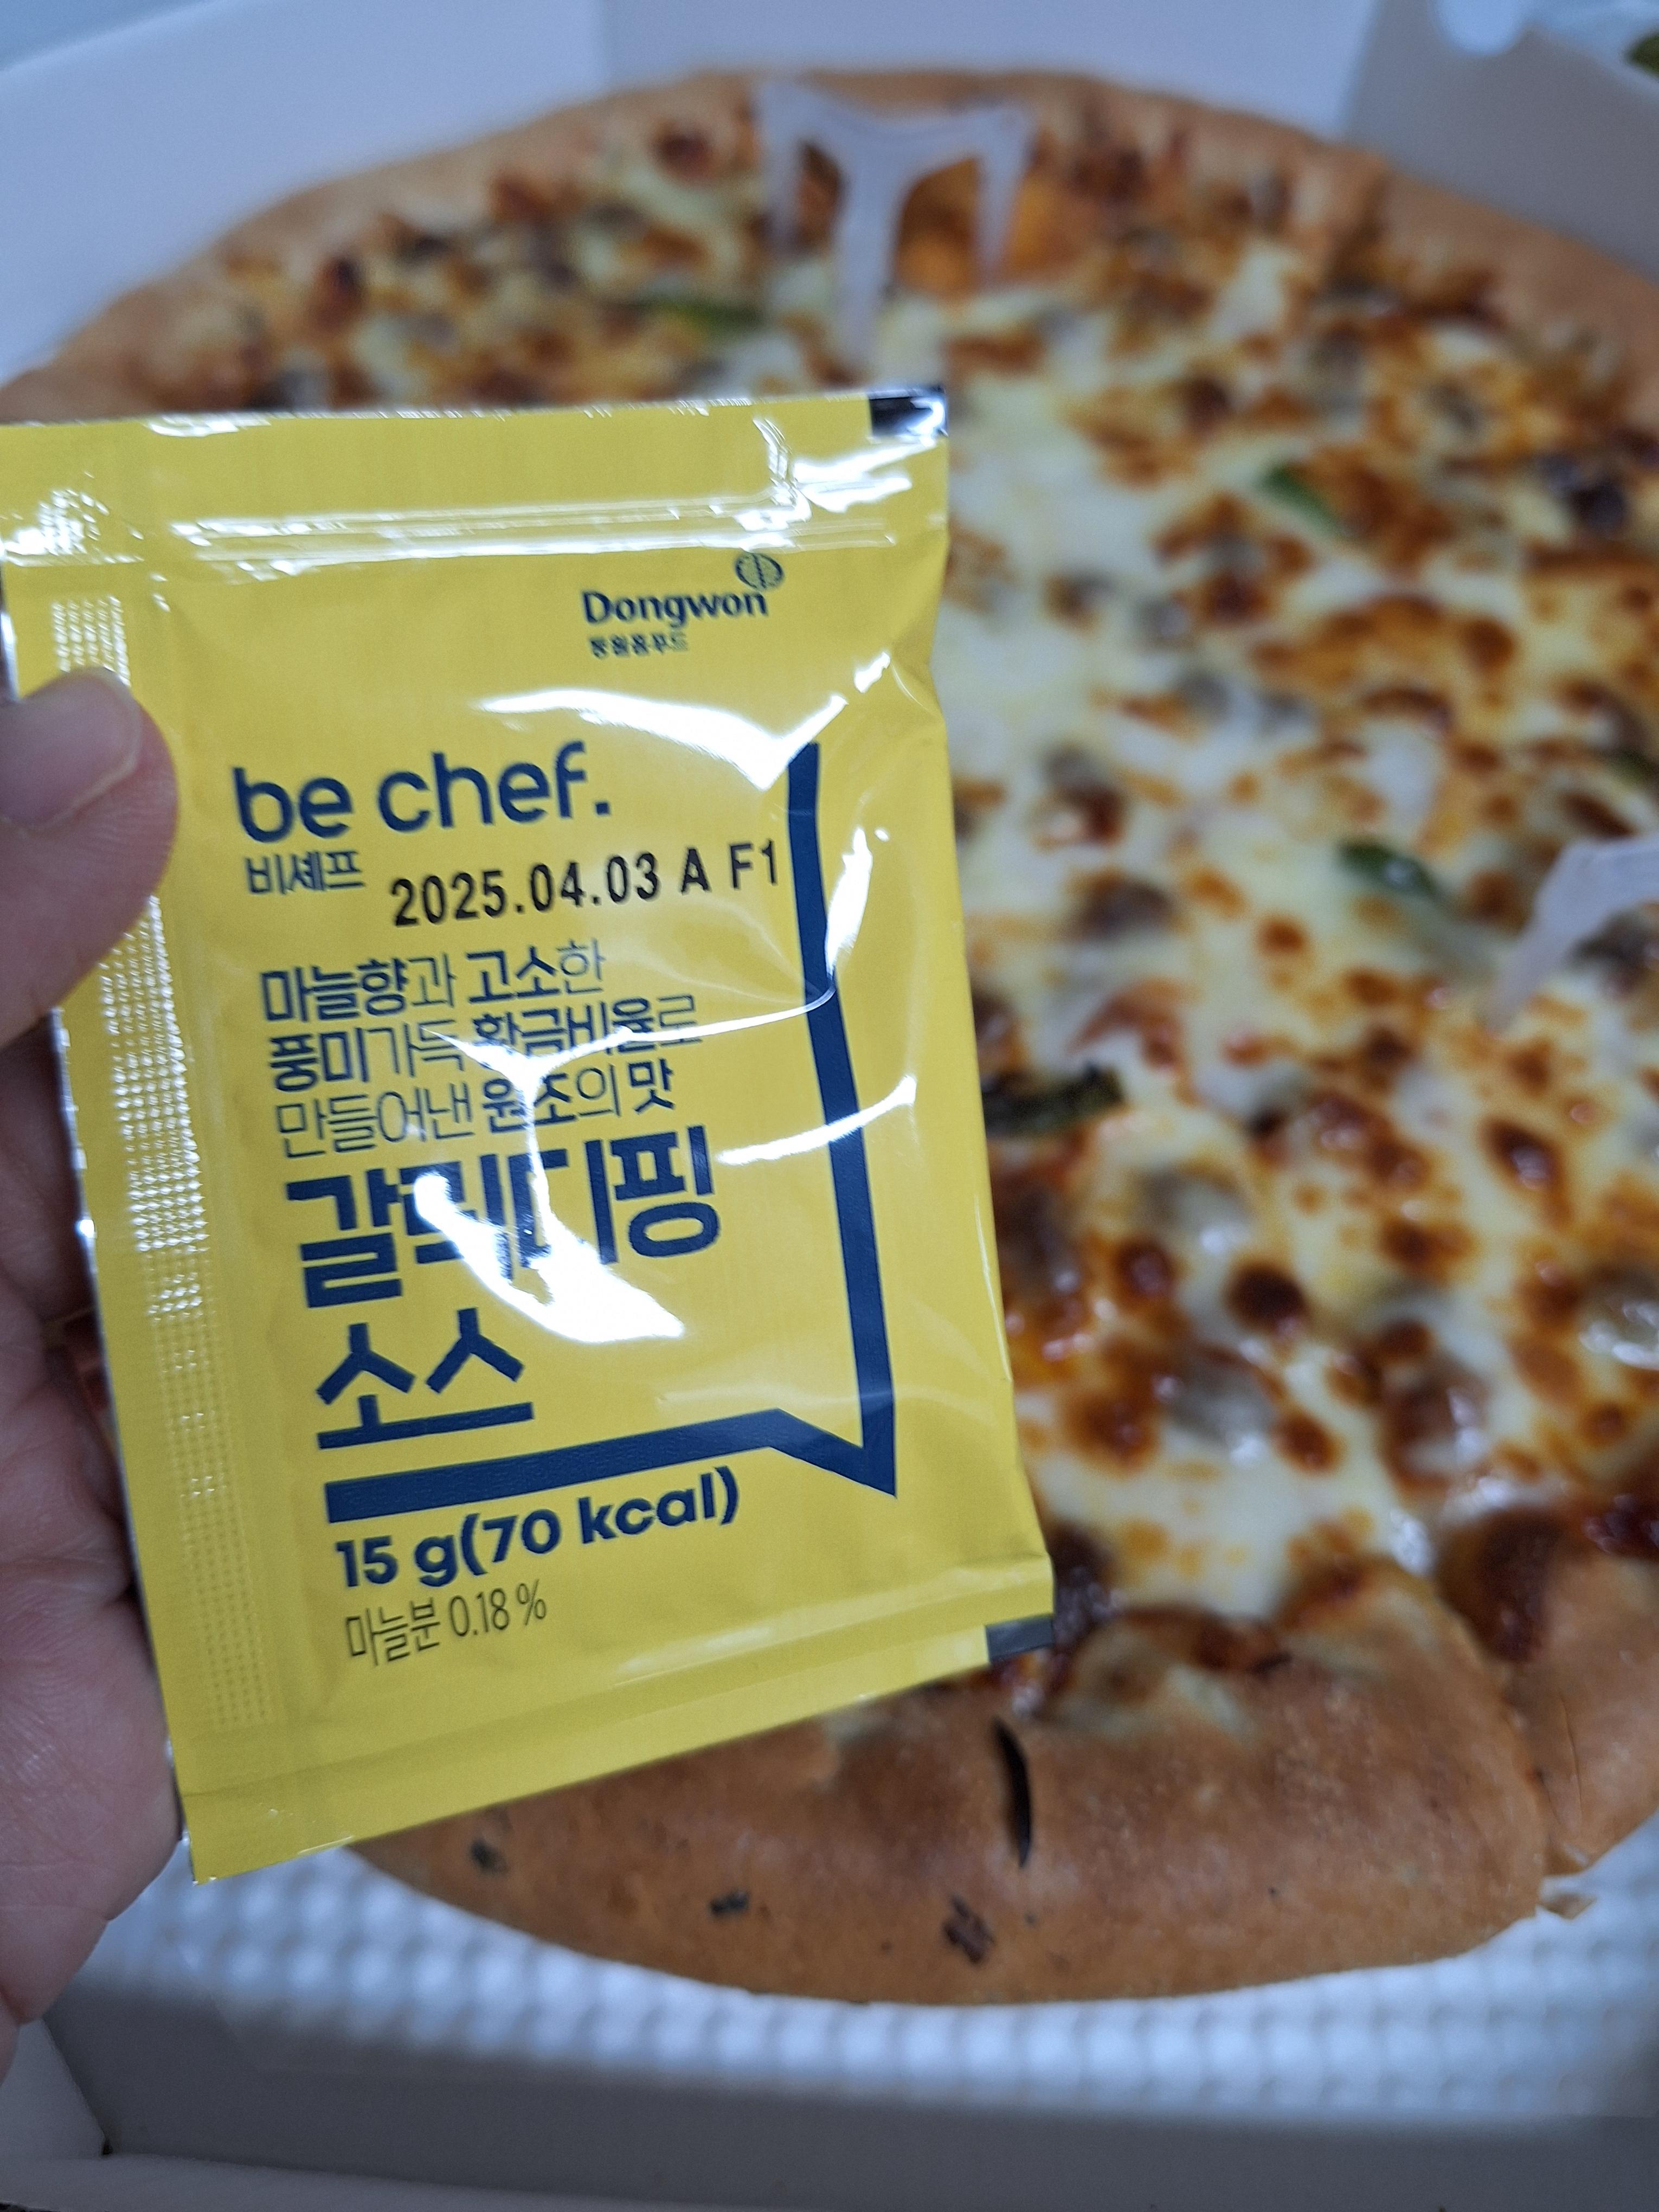 Dongwon
동원홈푸드
be chef.
비셰프 2025.04.03 A F1
마늘향과 고소한
풍미가득 황금비율로
만들어낸 원조의 맛
갈릭디핑
소스
15 g(70 kcal)
마늘분 0.18 %